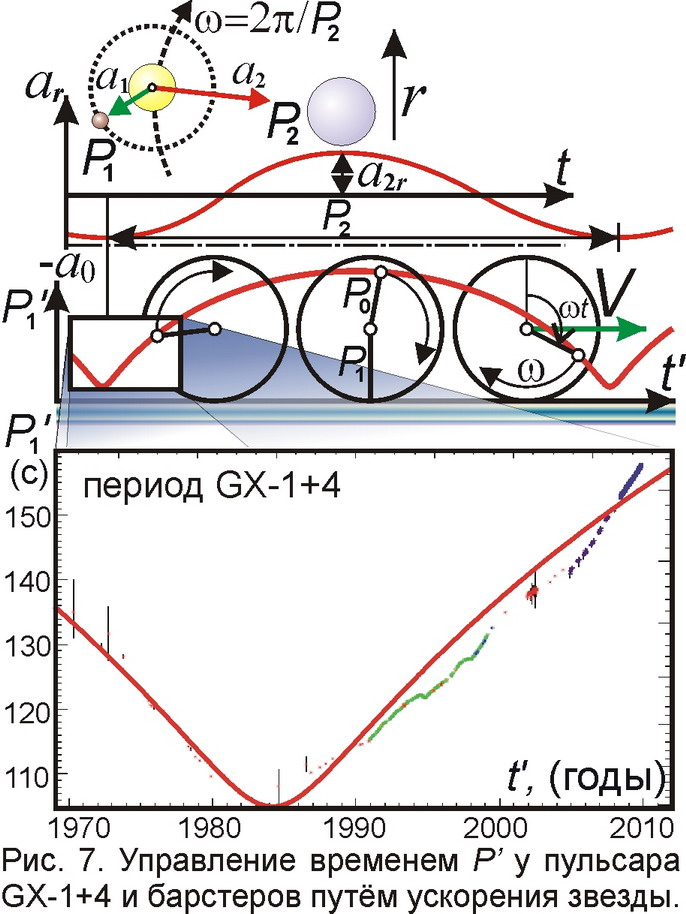 ω=2π/P₂
aᵣ
a₁
a₂
P₁
P₂
r
a₂ᵣ
t
P₂
-a₀
P₁'
P₀
P₁
ωt
V
ω
t'
P₁'
(с)
период GX-1+4
150
140
130
120
110
t', (годы)
1970 1980 1990 2000 2010
Рис. 7. Управление временем P’ у пульсара
GX-1+4 и барстеров путём ускорения звезды.